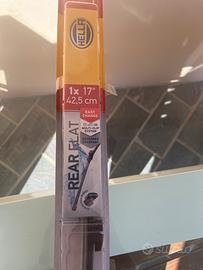 HELLA
1x 17"
42,5 cm
EASY
CHANGE
REAR FLAT
subito